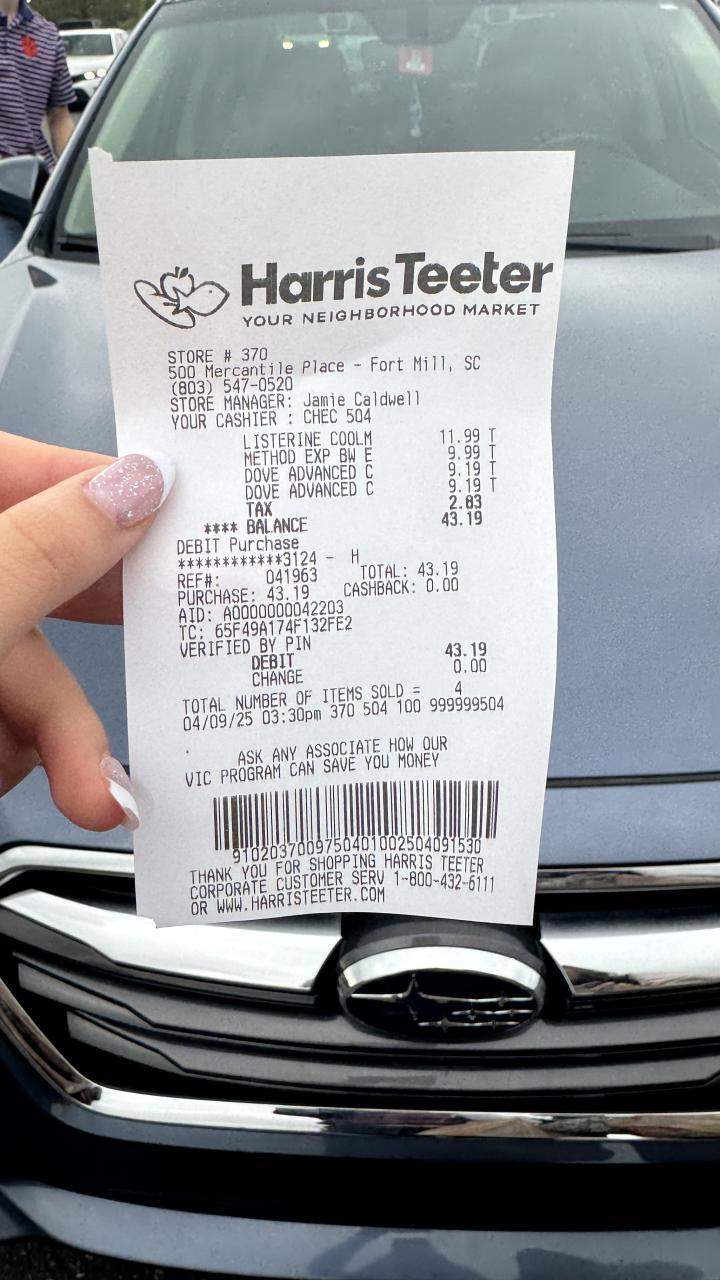 Harris Teeter
YOUR NEIGHBORHOOD MARKET
STORE # 370
500 Mercantile Place - Fort Mill, SC
(803) 547-0520
STORE MANAGER: Jamie Caldwell
YOUR CASHIER : CHEC 504
LISTERINE COOLM 11.99 T
METHOD EXP BW E 9.99 T
DOVE ADVANCED C 9.19 T
DOVE ADVANCED C 9.19 T
TAX 2.83
**** BALANCE 43.19
DEBIT Purchase
************3124 - H
REF#: 041963 TOTAL: 43.19
PURCHASE: 43.19 CASHBACK: 0.00
AID: A0000000042203
TC: 65F49A174F132FE2
VERIFIED BY PIN
DEBIT 43.19
CHANGE 0.00
TOTAL NUMBER OF ITEMS SOLD = 4
04/09/25 03:30pm 370 504 100 999999504
ASK ANY ASSOCIATE HOW OUR
VIC PROGRAM CAN SAVE YOU MONEY
9102037009750401002504091530
THANK YOU FOR SHOPPING HARRIS TEETER
CORPORATE CUSTOMER SERV 1-800-432-6111
OR WWW.HARRISTEETER.COM